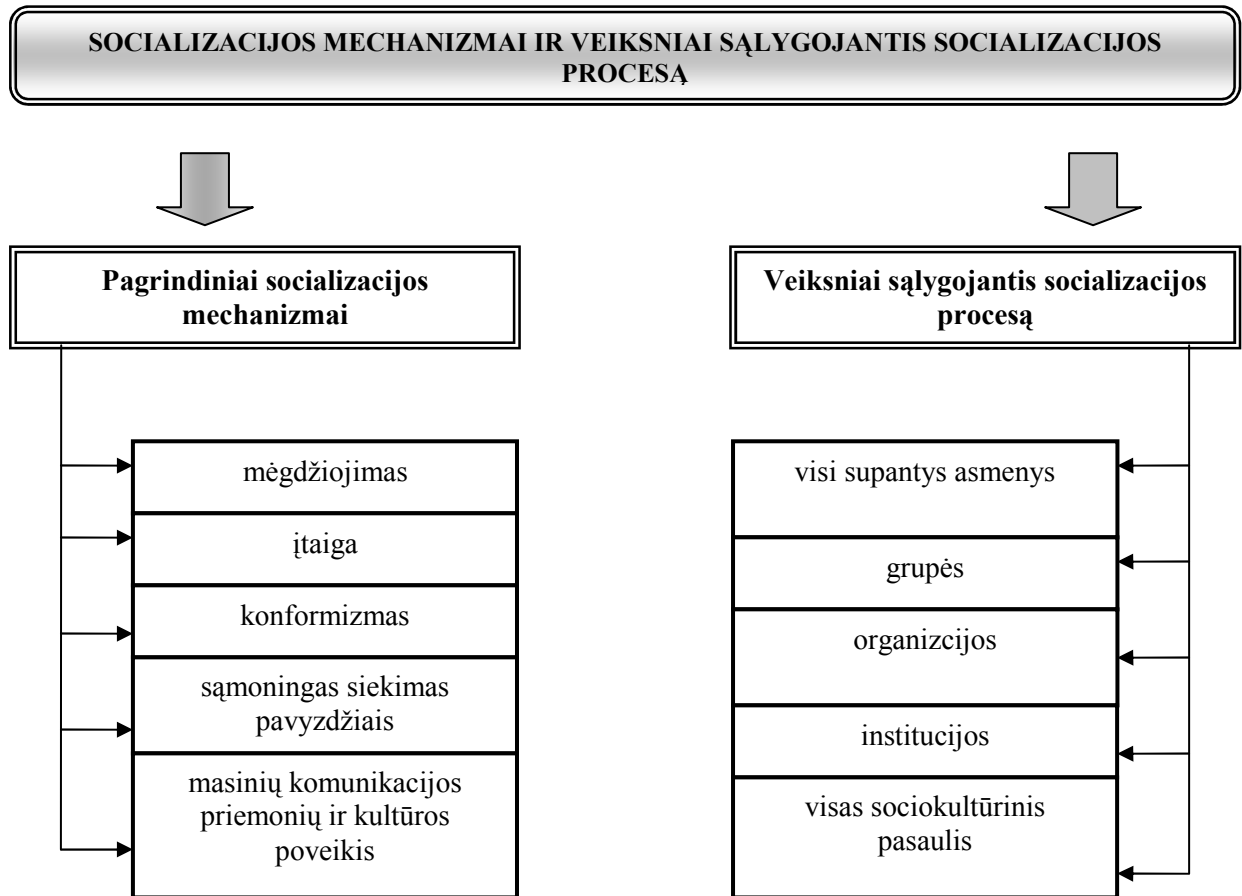 SOCIALIZACIJOS MECHANIZMAI IR VEIKSNIAI SĄLYGOJANTIS SOCIALIZACIJOS
PROCESĄ
Pagrindiniai socializacijos
mechanizmai
mėgdžiojimas
įtaiga
konformizmas
sąmoningas siekimas
pavyzdžiais
masinių komunikacijos
priemonių ir kultūros
poveikis
Veiksniai sąlygojantis socializacijos
procesą
visi supantys asmenys
grupės
organizcijos
institucijos
visas sociokultūrinis
pasaulis